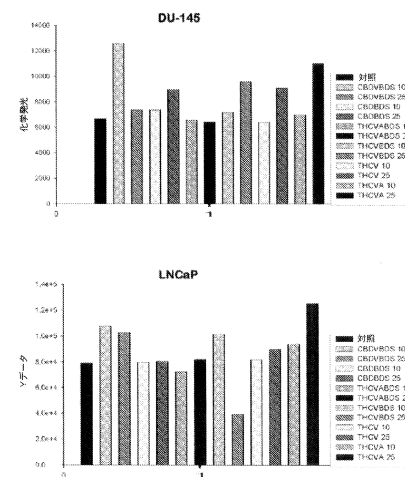 DU-145
化学発光
14000
12000
10000
8000
6000
4000
2000
0
0
1
対照
CBDVBDS 10
CBDVBDS 25
CBDBDS 10
CBDBDS 25
THCVABDS
THCVABDS
THCVBDS 10
THCVBDS 25
THCV 10
THCV 25
THCVA 10
THCVA 25
LNCaP
Yデータ
1.4e+5
1.2e+5
1.0e+5
8.0e+4
6.0e+4
4.0e+4
2.0e+4
0.0
0
1
対照
CBDVBDS 10
CBDVBDS 25
CBDBDS 10
CBDBDS 25
THCVABDS
THCVABDS 2
THCVABDS 10
THCVBDS 25
THCV 10
THCV 25
THCVA 10
THCVA 25